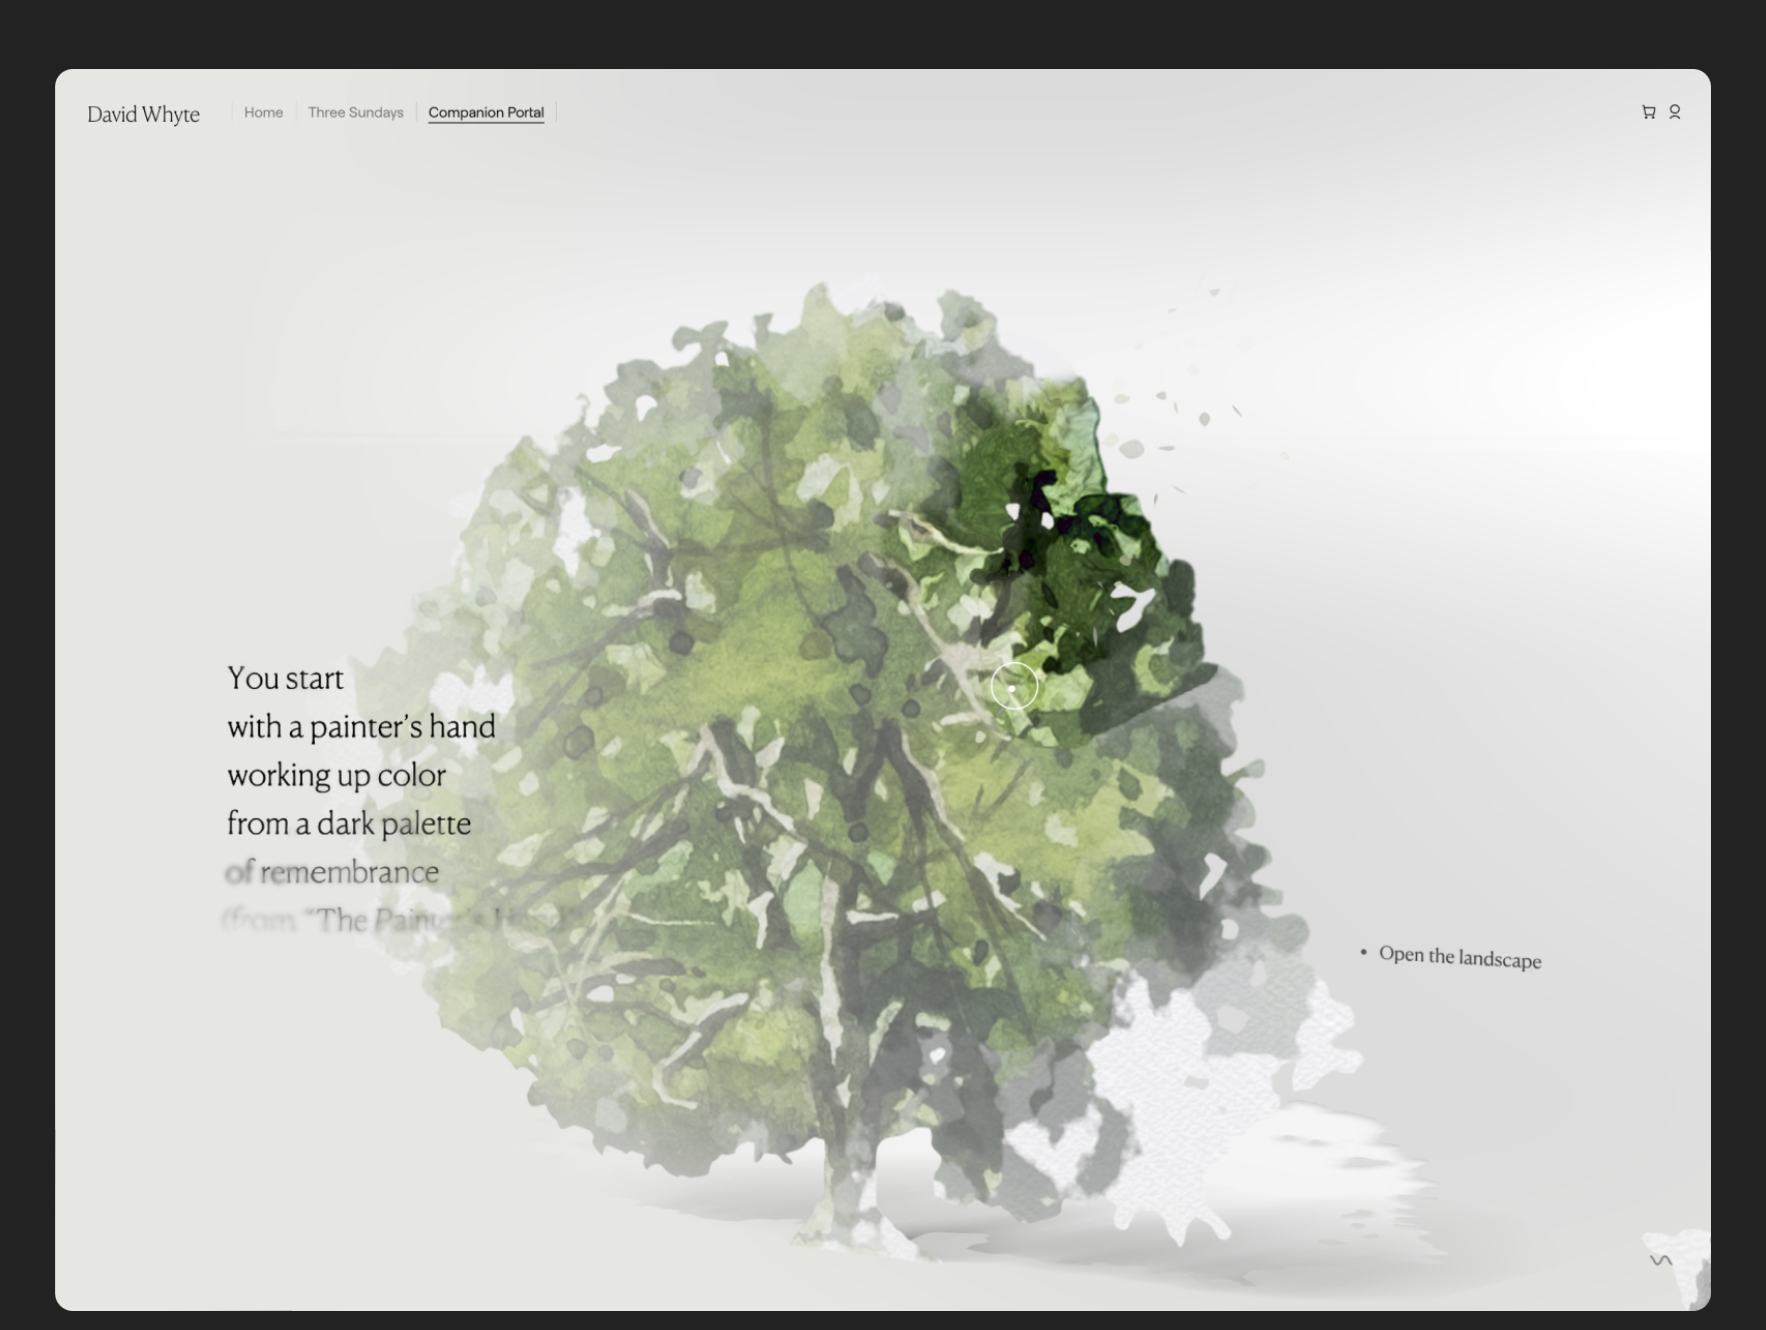 David Whyte
Home
Three Sundays
Companion Portal
You start
with a painter’s hand
working up color
from a dark palette
of remembrance
(from “The Painter’s Hand”
Open the landscape